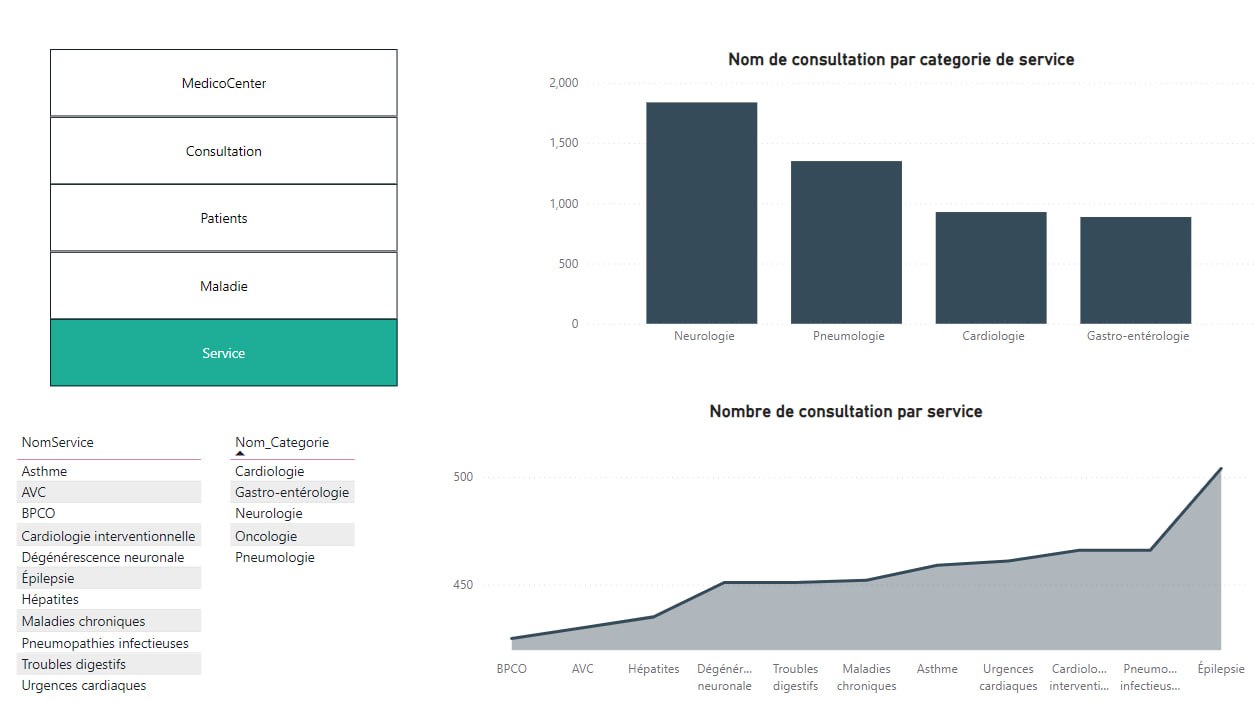 MedicoCenter
Consultation
Patients
Maladie
Service
NomService
Asthme
AVC
BPCO
Cardiologie interventionnelle
Dégénérescence neuronale
Épilepsie
Hépatites
Maladies chroniques
Pneumopathies infectieuses
Troubles digestifs
Urgences cardiaques
Nom_Categorie
Cardiologie
Gastro-entérologie
Neurologie
Oncologie
Pneumologie
Nom de consultation par categorie de service
2,000
1,500
1,000
500
0
Neurologie
Pneumologie
Cardiologie
Gastro-entérologie
Nombre de consultation par service
500
450
BPCO
AVC
Hépatites
Dégénér...
neuronale
Troubles
digestifs
Maladies
chroniques
Asthme
Urgences
cardiaques
Cardiolo...
interventi...
Pneumo...
infectieus...
Épilepsie